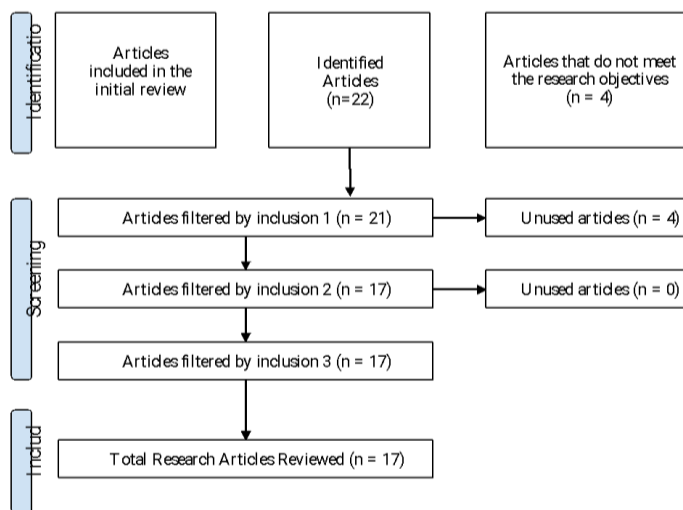 Identificatio
Articles
included in the
initial review
Identified
Articles
(n=22)
Articles that do not meet
the research objectives
(n = 4)
Screening
Articles filtered by inclusion 1 (n = 21)
Unused articles (n = 4)
Articles filtered by inclusion 2 (n = 17)
Unused articles (n = 0)
Articles filtered by inclusion 3 (n = 17)
Includ
Total Research Articles Reviewed (n = 17)